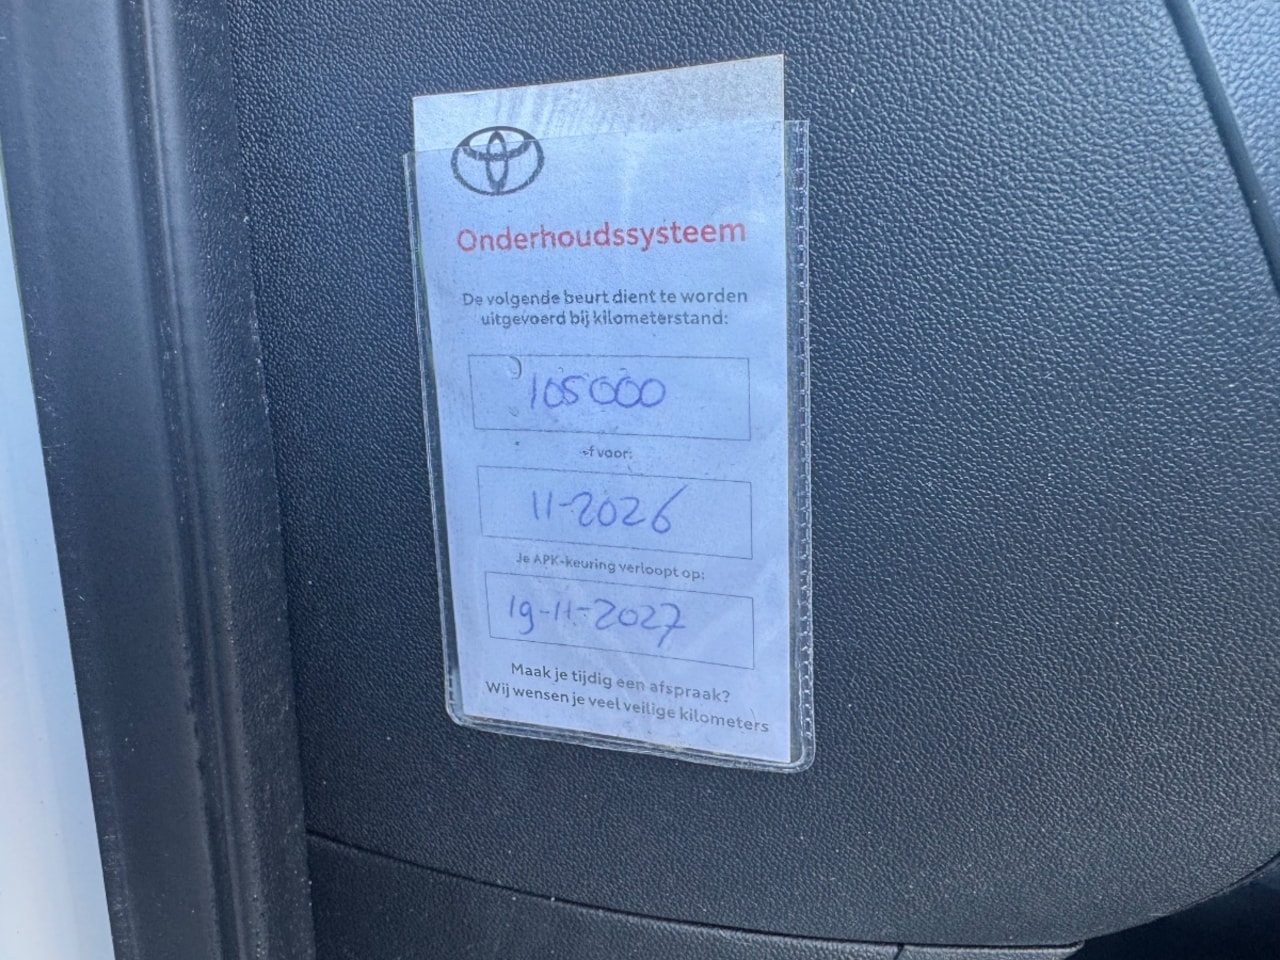 Onderhoudssysteem
De volgende beurt dient te worden
uitgevoerd bij kilometerstand:
105000
of voor:
11-2026
Je APK-keuring verloopt op:
19-11-2027
Maak je tijdig een afspraak?
Wij wensen je veel veilige kilometers